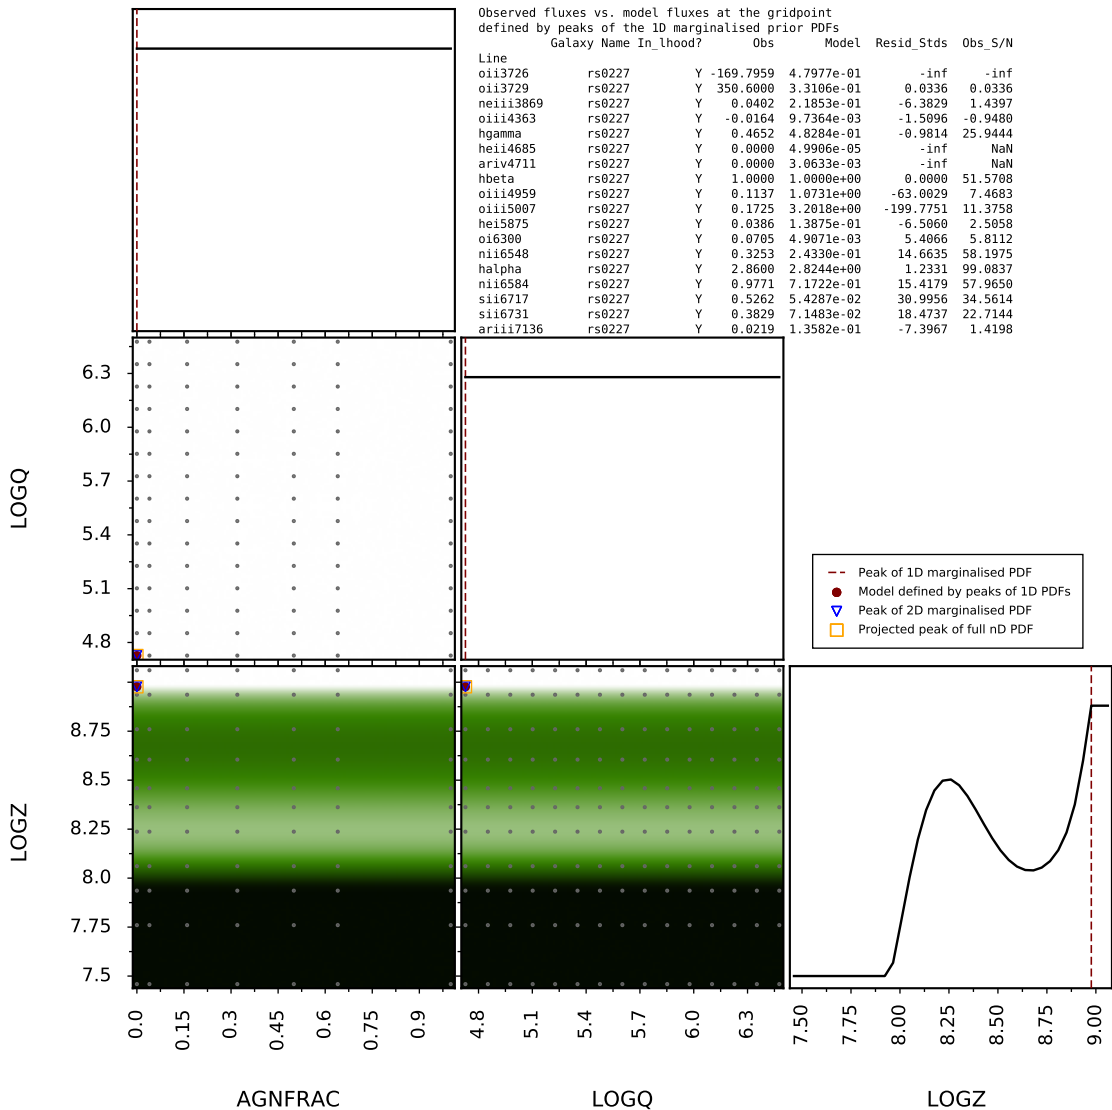 Observed fluxes vs. model fluxes at the gridpoint
defined by peaks of the 1D marginalised prior PDFs
Galaxy Name In_lhood? Obs Model Resid_Stds Obs_S/N
Line
oii3726 rs0227 Y -169.7959 4.7977e-01 -inf -inf
oii3729 rs0227 Y 350.6000 3.3106e-01 0.0336 0.0336
neiii3869 rs0227 Y 0.0402 2.1853e-01 -6.3829 1.4397
oiii4363 rs0227 Y -0.0164 9.7364e-03 -1.5096 -0.9480
hgamma rs0227 Y 0.4652 4.8284e-01 -0.9814 25.9444
heii4685 rs0227 Y 0.0000 4.9906e-05 -inf NaN
ariv4711 rs0227 Y 0.0000 3.0633e-03 -inf NaN
hbeta rs0227 Y 1.0000 1.0000e+00 0.0000 51.5708
oiii4959 rs0227 Y 0.1137 1.0731e+00 -63.0029 7.4683
oiii5007 rs0227 Y 0.1725 3.2018e+00 -199.7751 11.3758
hei5875 rs0227 Y 0.0386 1.3875e-01 -6.5060 2.5058
oi6300 rs0227 Y 0.0705 4.9071e-03 5.4066 5.8112
nii6548 rs0227 Y 0.3253 2.4330e-01 14.6635 58.1975
halpha rs0227 Y 2.8600 2.8244e+00 1.2331 99.0837
nii6584 rs0227 Y 0.9771 7.1722e-01 15.4179 57.9650
sii6717 rs0227 Y 0.5262 5.4287e-02 30.9956 34.5614
sii6731 rs0227 Y 0.3829 7.1483e-02 18.4737 22.7144
ariii7136 rs0227 Y 0.0219 1.3582e-01 -7.3967 1.4198
LOGQ
6.3
6.0
5.7
5.4
5.1
4.8
Peak of 1D marginalised PDF
Model defined by peaks of 1D PDFs
Peak of 2D marginalised PDF
Projected peak of full nD PDF
LOGZ
8.75
8.5
8.25
8.0
7.75
7.5
0.0 0.15 0.3 0.45 0.6 0.75 0.9
4.8 5.1 5.4 5.7 6.0 6.3
7.50 7.75 8.00 8.25 8.50 8.75 9.00
AGNFRAC LOGQ LOGZ